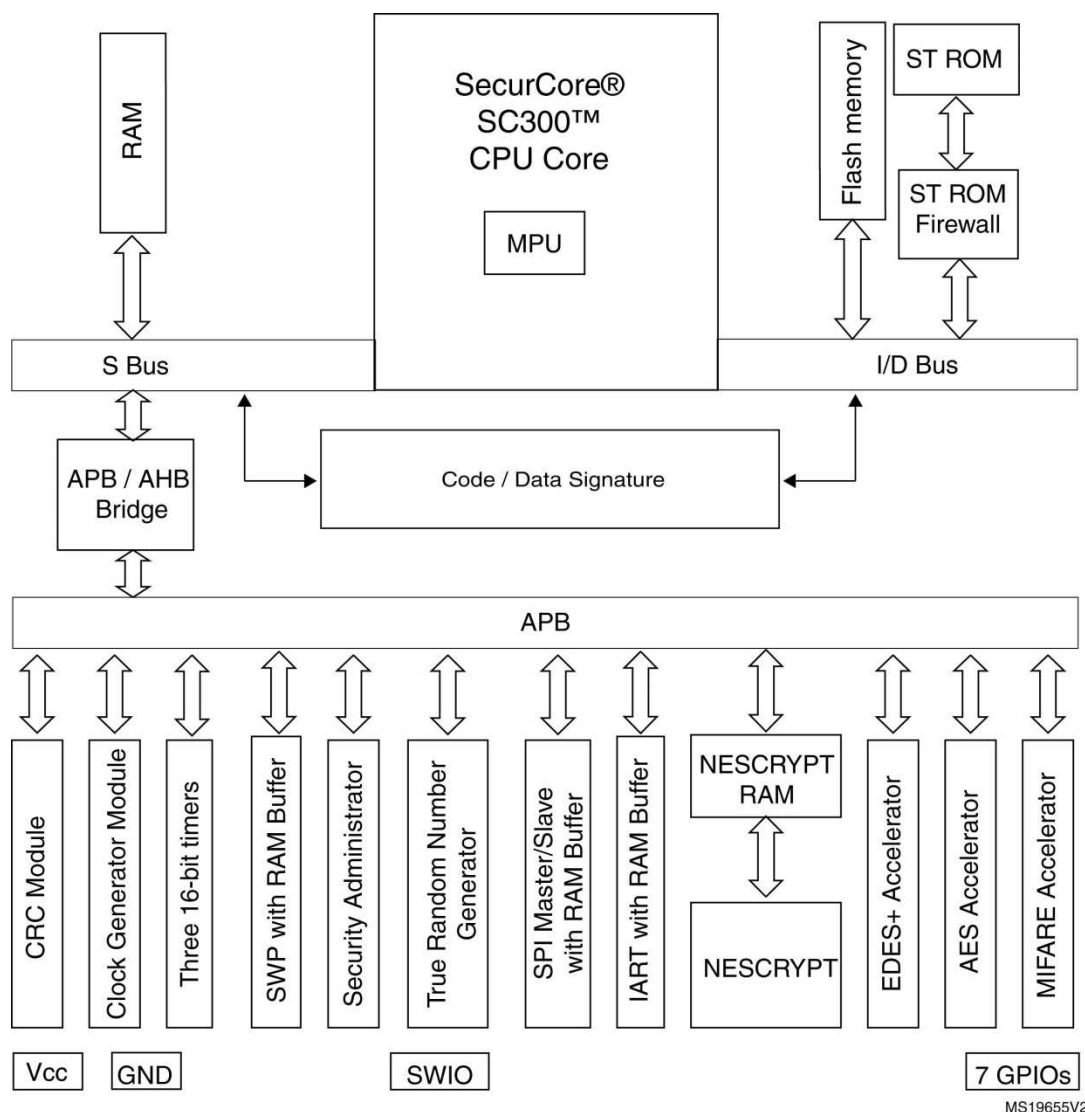 RAM
SecurCore®
SC300™
CPU Core
MPU
Flash memory
ST ROM
ST ROM
Firewall
S Bus
I/D Bus
APB / AHB
Bridge
Code / Data Signature
APB
CRC Module
Clock Generator Module
Three 16-bit timers
SWP with RAM Buffer
Security Administrator
True Random Number
Generator
SPI Master/Slave
with RAM Buffer
IART with RAM Buffer
NESCRYPT
RAM
NESCRYPT
EDES+ Accelerator
AES Accelerator
MIFARE Accelerator
Vcc
GND
SWIO
7 GPIOs
MS19655V2